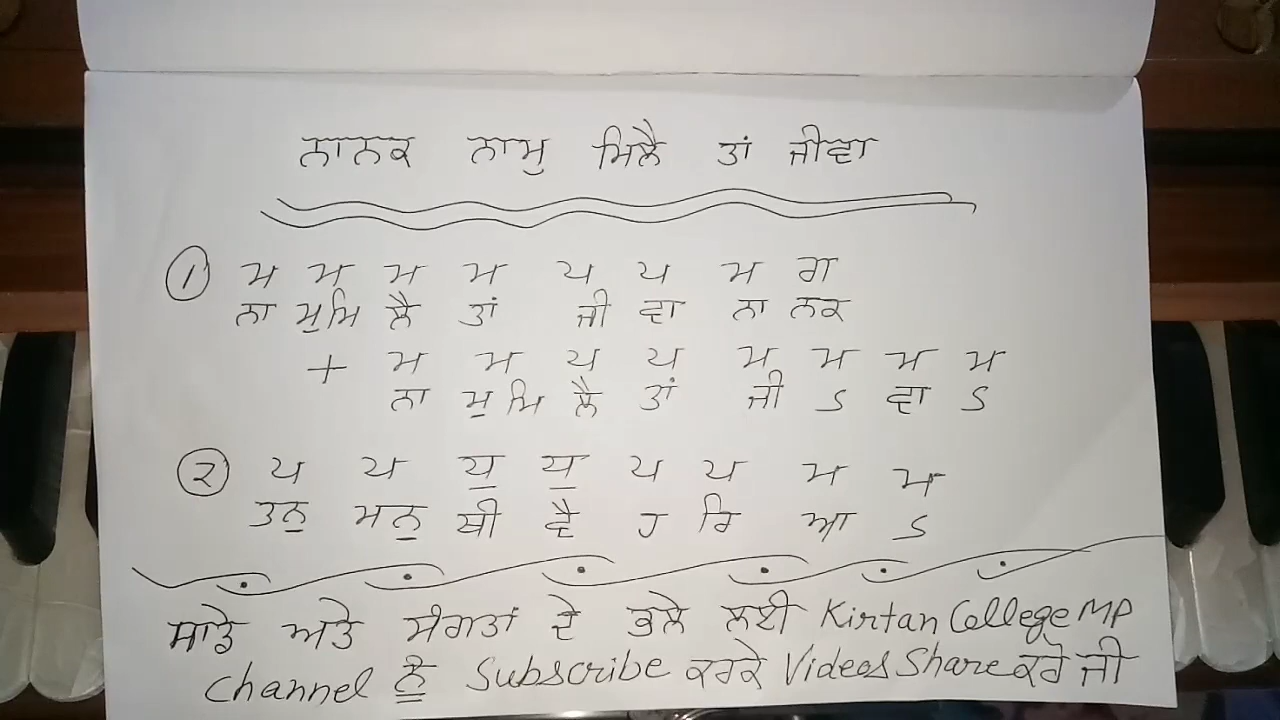 ਨਾਨਕ ਨਾਮੁ ਮਿਲੈ ਤਾਂ ਜੀਵਾ
① ਮ ਮ ਮ ਮ ਪ ਪ ਮ ਗ
ਨਾ ਮੁਮਿ ਲੈ ਤਾਂ ਜੀ ਵਾ ਨਾ ਨਕ
+ ਮ ਮ ਪ ਪ ਮ ਮ ਮ ਮ
ਨਾ ਮੁਮਿ ਲੈ ਤਾਂ ਜੀ ऽ ਵਾ ऽ
② ਪ ਪ ਧ਼ ਧ਼ ਪ ਪ ਮ ਮ
ਤਨੁ ਮਨੁ ਥੀ ਵੈ ਹ ਰਿ ਆ ऽ
ਸਾਡੇ ਅਤੇ ਸੰਗਤਾਂ ਦੇ ਭਲੇ ਲਈ Kirtan College MP
Channel ਨੂੰ Subscribe ਕਰਕੇ Videos Share ਕਰੋ ਜੀ